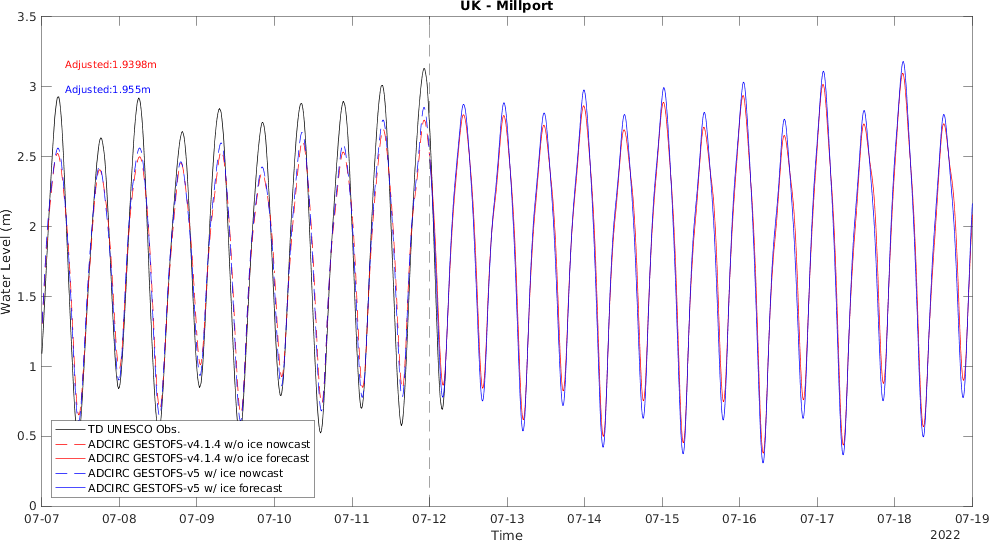 UK - Millport
3.5
3
2.5
2
1.5
1
0.5
0
Water Level (m)
Adjusted:1.9398m
Adjusted:1.955m
TD UNESCO Obs.
ADCIRC GESTOFS-v4.1.4 w/o ice nowcast
ADCIRC GESTOFS-v4.1.4 w/o ice forecast
ADCIRC GESTOFS-v5 w/ ice nowcast
ADCIRC GESTOFS-v5 w/ ice forecast
07-07 07-08 07-09 07-10 07-11 07-12 07-13 07-14 07-15 07-16 07-17 07-18 07-19
Time
2022